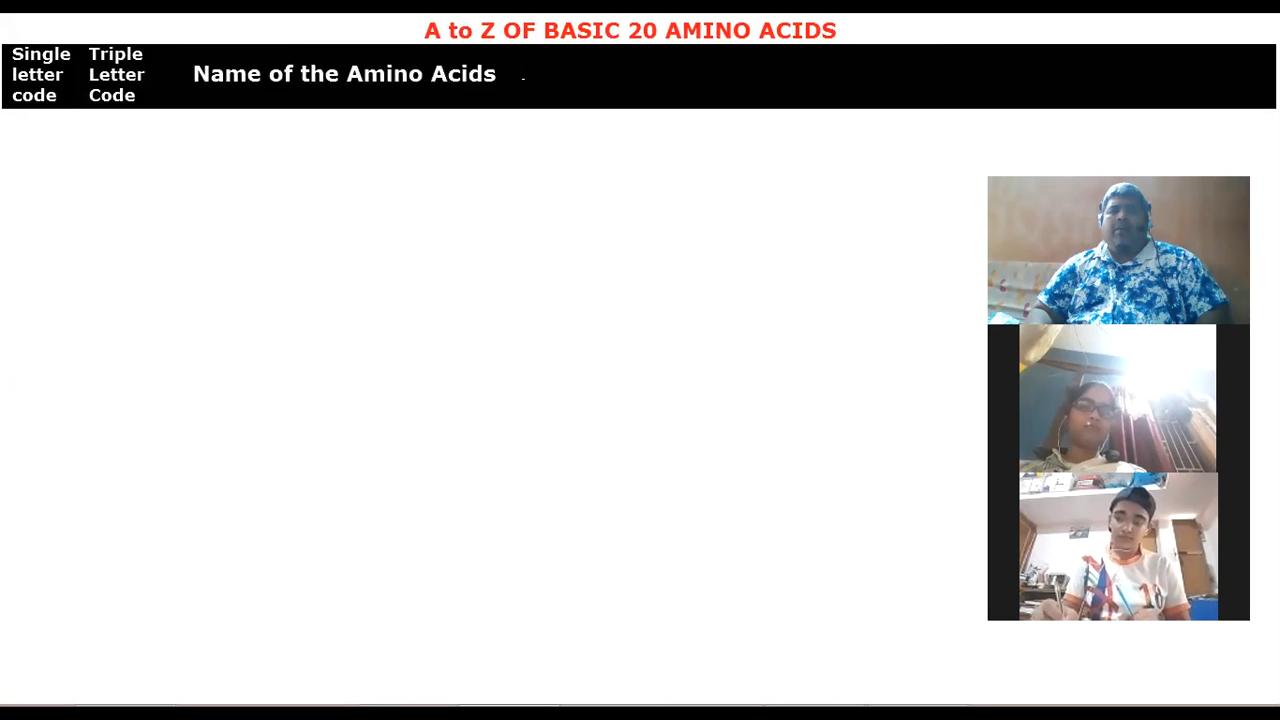 A to Z OF BASIC 20 AMINO ACIDS
Single letter code
Triple Letter Code
Name of the Amino Acids